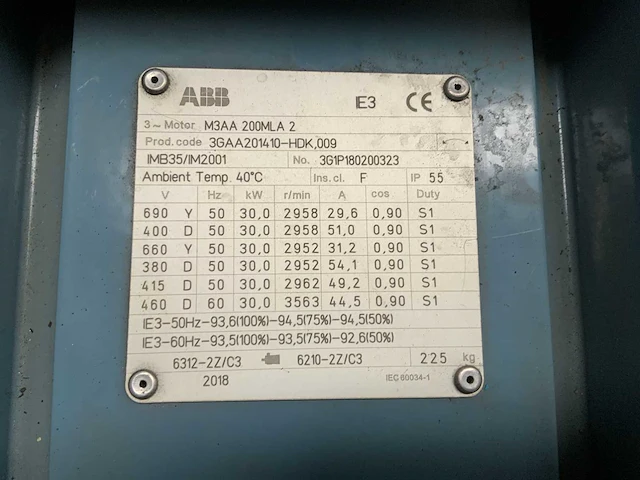 ABB IE3 CE
3~Motor M3AA 200MLA 2
Prod. code 3GAA201410-HDK,009
IMB35/IM2001 No. 3G1P180200323
Ambient Temp. 40°C Ins.cl. F IP 55
V Hz kW r/min A cos Duty
690 Y 50 30,0 2958 29,6 0,90 S1
400 D 50 30,0 2958 51,0 0,90 S1
660 Y 50 30,0 2952 31,2 0,90 S1
380 D 50 30,0 2952 54,1 0,90 S1
415 D 50 30,0 2962 49,2 0,90 S1
460 D 60 30,0 3563 44,5 0,90 S1
IE3-50Hz-93,6(100%)-94,5(75%)-94,5(50%)
IE3-60Hz-93,5(100%)-93,5(75%)-92,6(50%)
6312-2Z/C3 6210-2Z/C3 225 kg
2018 IEC 60034-1